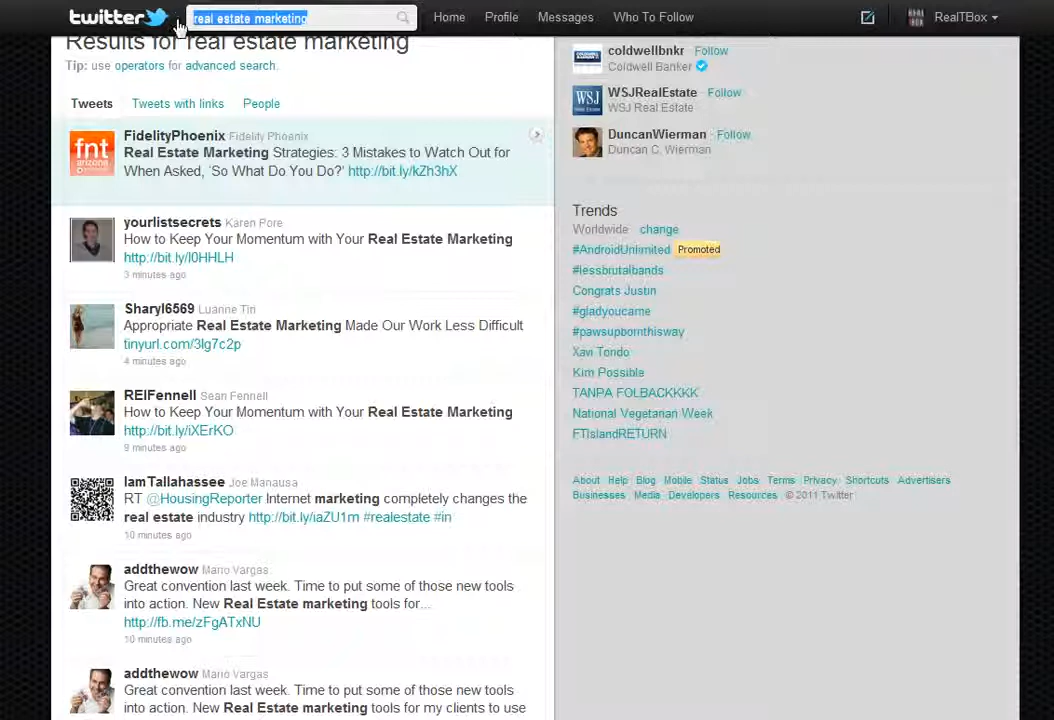 twitter
real estate marketing
Home
Profile
Messages
Who To Follow
RealTBox
Results for real estate marketing
Tip: use operators for advanced search.
Tweets
Tweets with links
People
fnt
arizona
FidelityPhoenix Fidelity Phoenix
Real Estate Marketing Strategies: 3 Mistakes to Watch Out for
When Asked, 'So What Do You Do?' http://bit.ly/kZh3hX
yourlistsecrets Karen Pore
How to Keep Your Momentum with Your Real Estate Marketing
http://bit.ly/l0HHLH
3 minutes ago
Sharyl6569 Luanne Tiri
Appropriate Real Estate Marketing Made Our Work Less Difficult
tinyurl.com/3lg7c2p
4 minutes ago
REIFennell Sean Fennell
How to Keep Your Momentum with Your Real Estate Marketing
http://bit.ly/iXErKO
9 minutes ago
IamTallahassee Joe Manausa
RT @HousingReporter Internet marketing completely changes the
real estate industry http://bit.ly/iaZU1m #realestate #in
10 minutes ago
addthewow Mario Vargas
Great convention last week. Time to put some of those new tools
into action. New Real Estate marketing tools for...
http://fb.me/zFgATxNU
10 minutes ago
addthewow Mario Vargas
Great convention last week. Time to put some of those new tools
into action. New Real Estate marketing tools for my clients to use
coldwellbnkr · Follow
Coldwell Banker
WSJ
WSJRealEstate · Follow
WSJ Real Estate
DuncanWierman · Follow
Duncan C. Wierman
Trends
Worldwide · change
#AndroidUnlimited Promoted
#lessbrutalbands
Congrats Justin
#gladyoucame
#pawsupbornthisway
Xavi Tondo
Kim Possible
TANPA FOLBACKKKK
National Vegetarian Week
FTIslandRETURN
About Help Blog Mobile Status Jobs Terms Privacy Shortcuts Advertisers
Businesses Media Developers Resources © 2011 Twitter